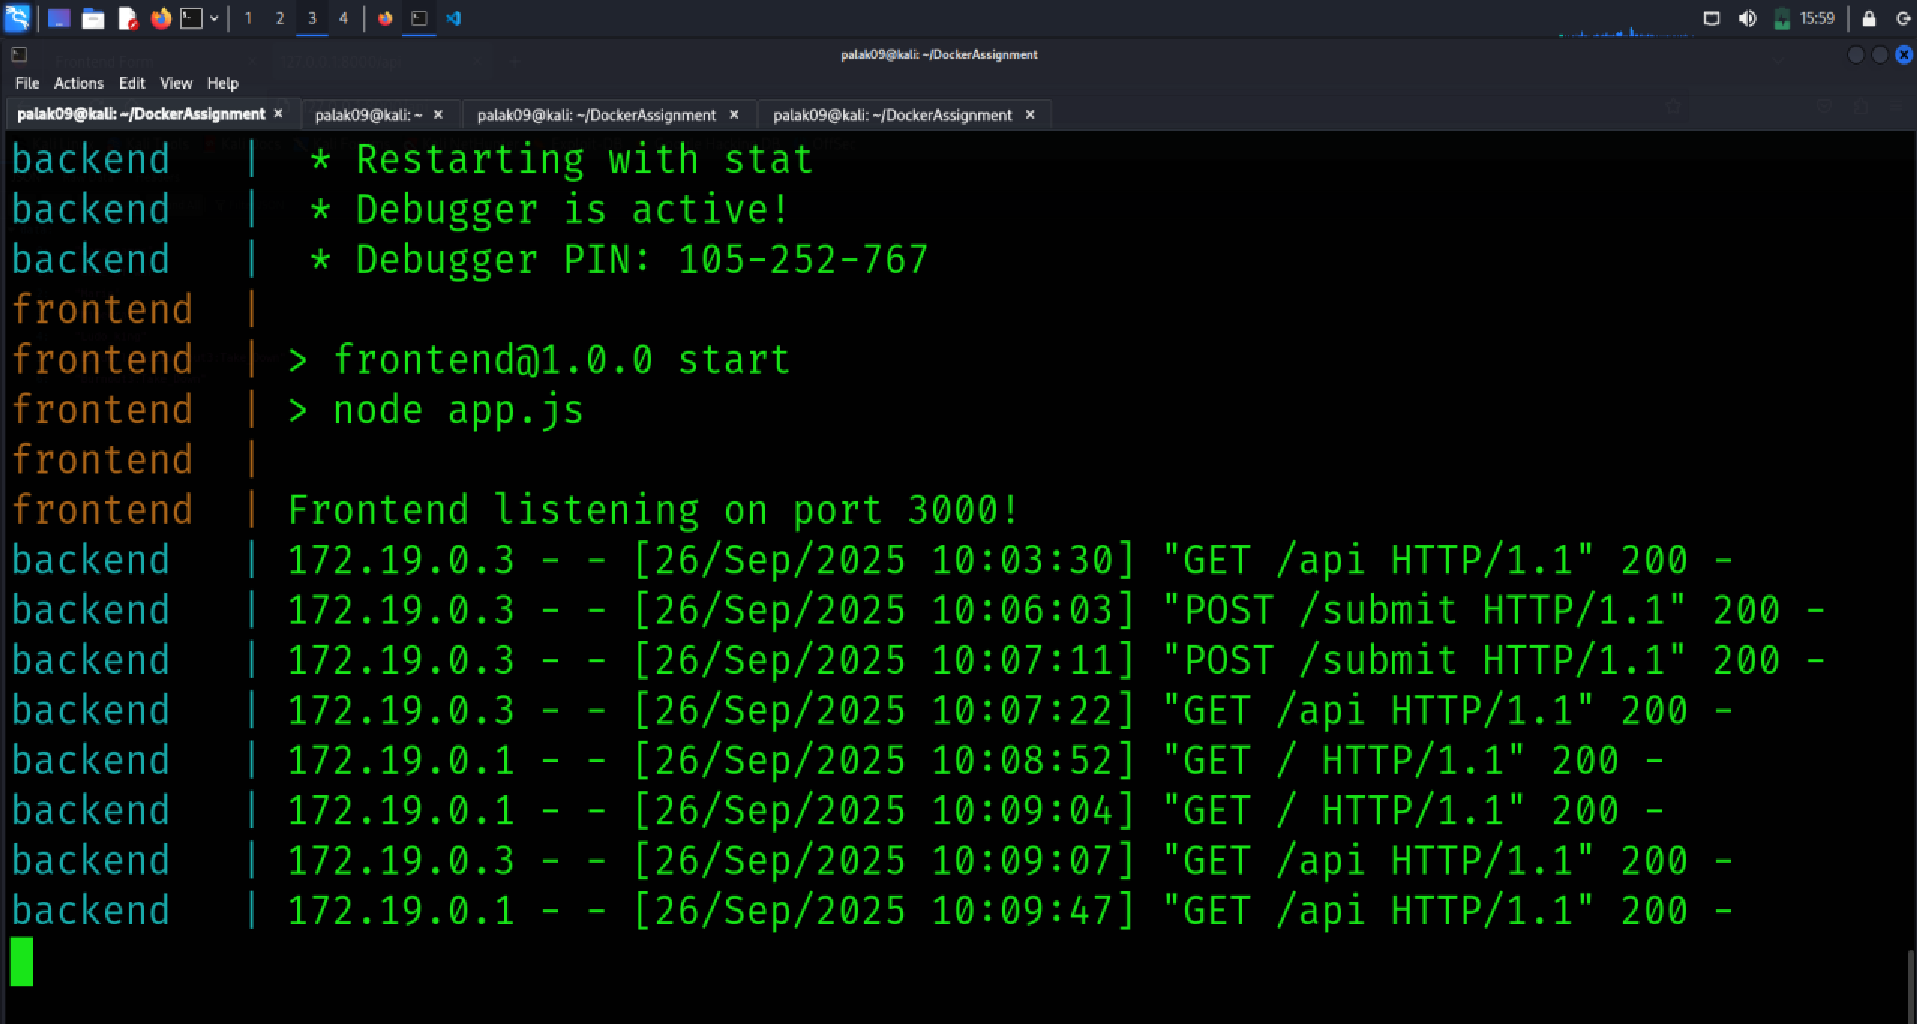 1 2 3 4 15:59
palak09@kali: ~/DockerAssignment
File Actions Edit View Help
palak09@kali: ~/DockerAssignment × palak09@kali: ~ × palak09@kali: ~/DockerAssignment × palak09@kali: ~/DockerAssignment ×
backend | * Restarting with stat
backend | * Debugger is active!
backend | * Debugger PIN: 105-252-767
frontend |
frontend | > frontend@1.0.0 start
frontend | > node app.js
frontend |
frontend | Frontend listening on port 3000!
backend | 172.19.0.3 - - [26/Sep/2025 10:03:30] "GET /api HTTP/1.1" 200 -
backend | 172.19.0.3 - - [26/Sep/2025 10:06:03] "POST /submit HTTP/1.1" 200 -
backend | 172.19.0.3 - - [26/Sep/2025 10:07:11] "POST /submit HTTP/1.1" 200 -
backend | 172.19.0.3 - - [26/Sep/2025 10:07:22] "GET /api HTTP/1.1" 200 -
backend | 172.19.0.1 - - [26/Sep/2025 10:08:52] "GET / HTTP/1.1" 200 -
backend | 172.19.0.1 - - [26/Sep/2025 10:09:04] "GET / HTTP/1.1" 200 -
backend | 172.19.0.3 - - [26/Sep/2025 10:09:07] "GET /api HTTP/1.1" 200 -
backend | 172.19.0.1 - - [26/Sep/2025 10:09:47] "GET /api HTTP/1.1" 200 -